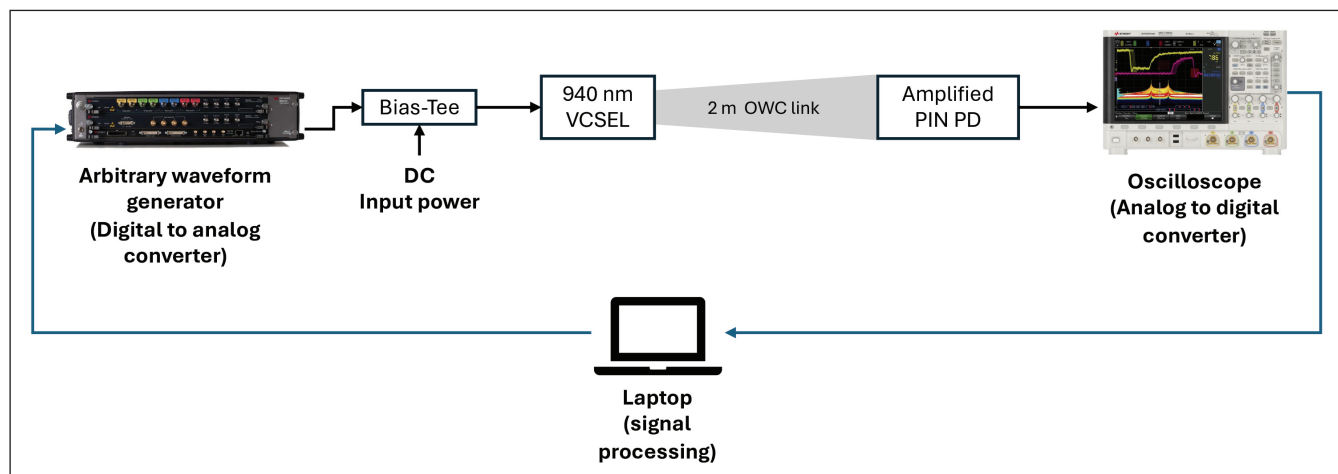 Bias-Tee
940 nm
VCSEL
2 m OWC link
Amplified
PIN PD
Arbitrary waveform
generator
(Digital to analog
converter)
DC
Input power
Oscilloscope
(Analog to digital
converter)
Laptop
(signal
processing)